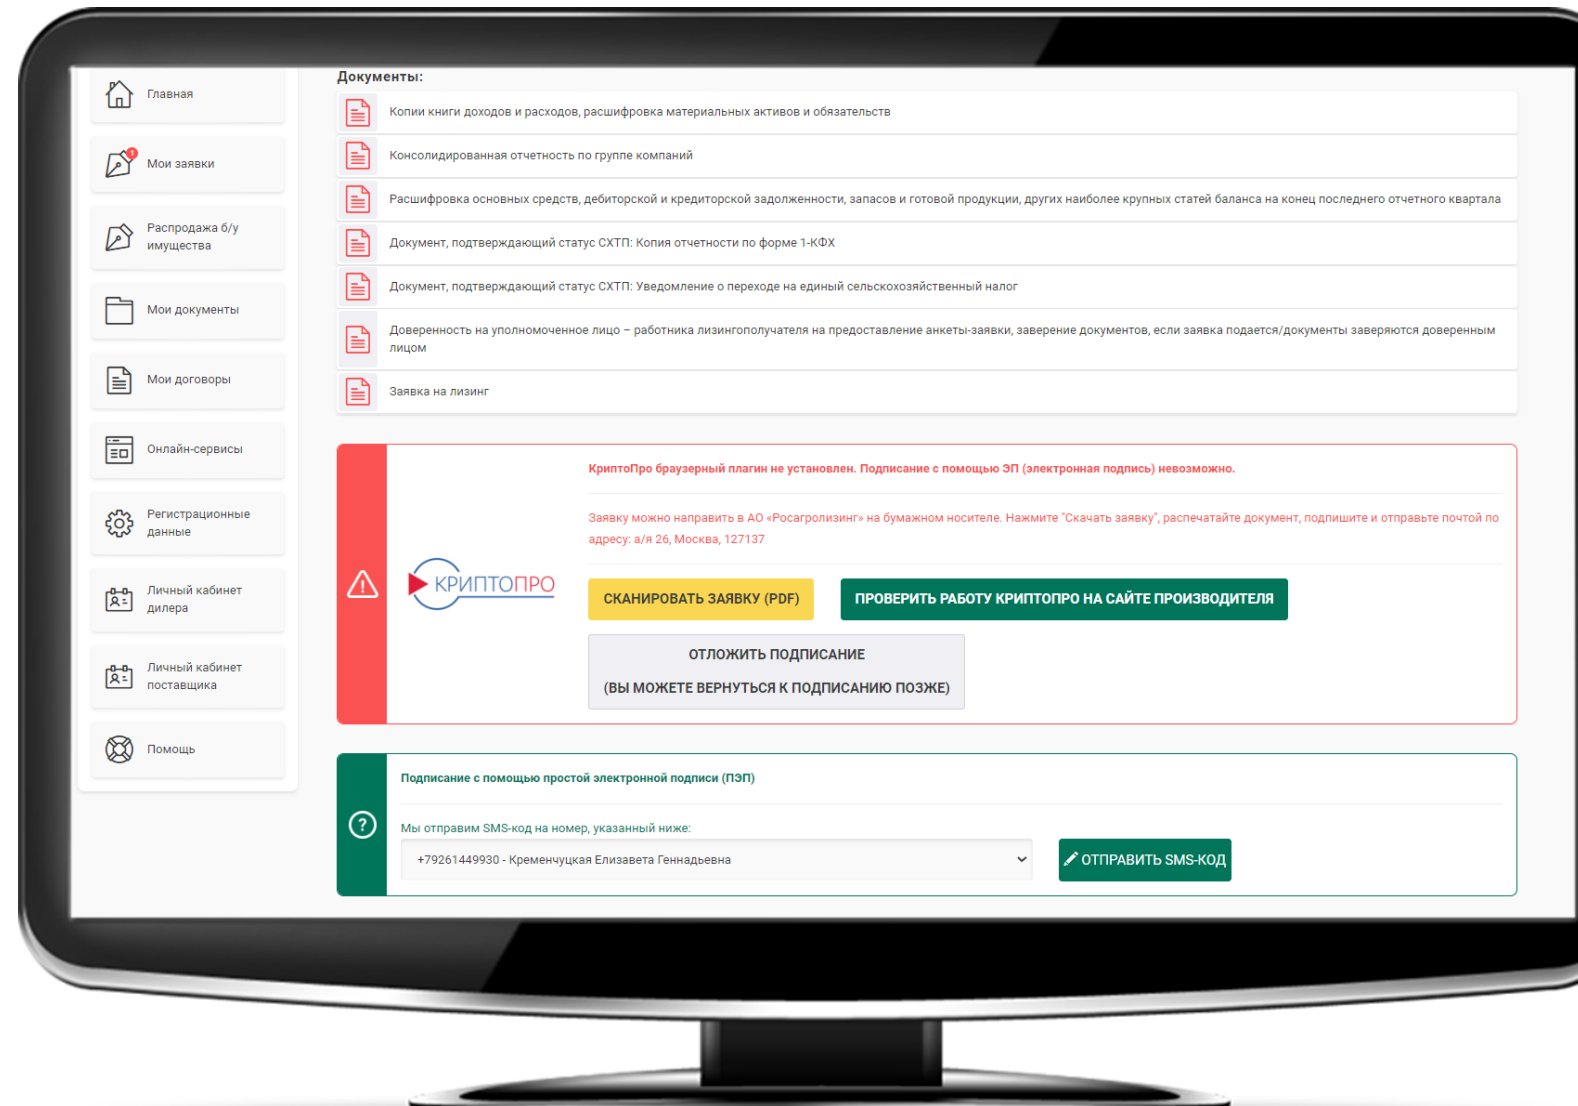 Главная
Мои заявки
1
Распродажа б/у
имущества
Мои документы
Мои договоры
Онлайн-сервисы
Регистрационные
данные
Личный кабинет
дилера
Личный кабинет
поставщика
Помощь
Документы:
Копии книги доходов и расходов, расшифровка материальных активов и обязательств
Консолидированная отчетность по группе компаний
Расшифровка основных средств, дебиторской и кредиторской задолженности, запасов и готовой продукции, других наиболее крупных статей баланса на конец последнего отчетного квартала
Документ, подтверждающий статус СХТП: Копия отчетности по форме 1-КФХ
Документ, подтверждающий статус СХТП: Уведомление о переходе на единый сельскохозяйственный налог
Доверенность на уполномоченное лицо – работника лизингополучателя на предоставление анкеты-заявки, заверение документов, если заявка подается/документы заверяются доверенным
лицом
Заявка на лизинг
КРИПТОПРО
КриптоПро браузерный плагин не установлен. Подписание с помощью ЭП (электронная подпись) невозможно.
Заявку можно направить в АО «Росагролизинг» на бумажном носителе. Нажмите "Скачать заявку", распечатайте документ, подпишите и отправьте почтой по
адресу: а/я 26, Москва, 127137
СКАНИРОВАТЬ ЗАЯВКУ (PDF)
ПРОВЕРИТЬ РАБОТУ КРИПТОПРО НА САЙТЕ ПРОИЗВОДИТЕЛЯ
ОТЛОЖИТЬ ПОДПИСАНИЕ
(ВЫ МОЖЕТЕ ВЕРНУТЬСЯ К ПОДПИСАНИЮ ПОЗЖЕ)
Подписание с помощью простой электронной подписи (ПЭП)
Мы отправим SMS-код на номер, указанный ниже:
+79261449930 - Кременчуцкая Елизавета Геннадьевна
ОТПРАВИТЬ SMS-КОД